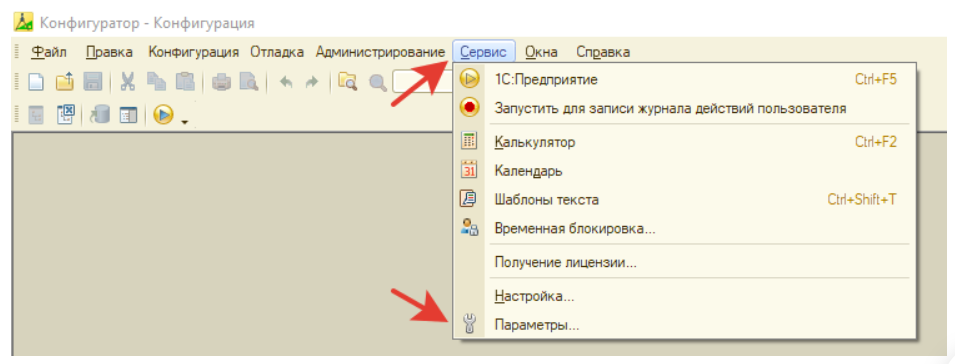 Конфигуратор - Конфигурация
Файл Правка Конфигурация Отладка Администрирование Сервис Окна Справка
1С:Предприятие Ctrl+F5
Запустить для записи журнала действий пользователя
Калькулятор Ctrl+F2
31 Календарь
Шаблоны текста Ctrl+Shift+T
Временная блокировка...
Получение лицензии...
Настройка...
Параметры...